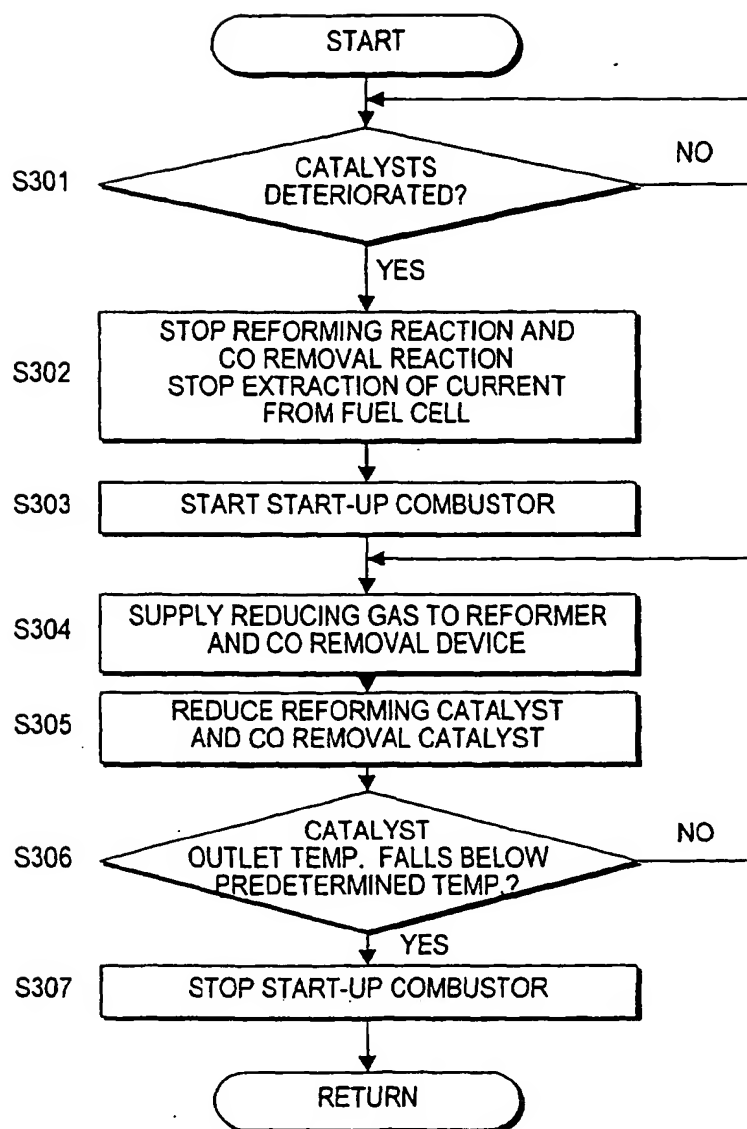 START
NO
S301
CATALYSTS
DETERIORATED?
YES
S302
STOP REFORMING REACTION AND
CO REMOVAL REACTION
STOP EXTRACTION OF CURRENT
FROM FUEL CELL
S303
START START-UP COMBUSTOR
S304
SUPPLY REDUCING GAS TO REFORMER
AND CO REMOVAL DEVICE
S305
REDUCE REFORMING CATALYST
AND CO REMOVAL CATALYST
S306
CATALYST
OUTLET TEMP. FALLS BELOW
PREDETERMINED TEMP.?
NO
YES
S307
STOP START-UP COMBUSTOR
RETURN